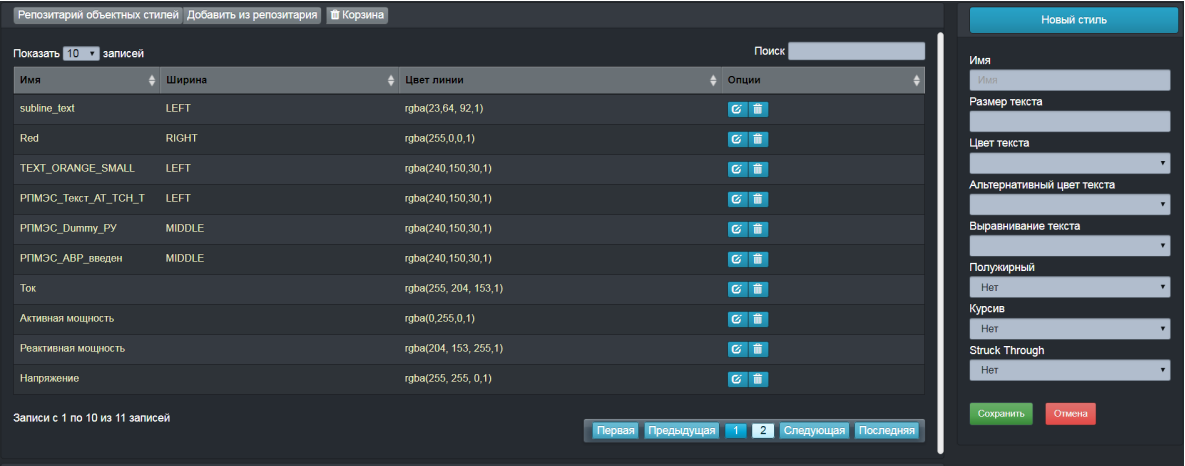 Репозитарий объектных стилей Добавить из репозитария Корзина
Показать 10 записей Поиск
Имя Ширина Цвет линии Опции
subline_text LEFT rgba(23,64, 92,1)
Red RIGHT rgba(255,0,0,1)
TEXT_ORANGE_SMALL LEFT rgba(240,150,30,1)
РПМЭС_Текст_АТ_ТСН_Т LEFT rgba(240,150,30,1)
РПМЭС_Dummy_РУ MIDDLE rgba(240,150,30,1)
РПМЭС_АВР_введен MIDDLE rgba(240,150,30,1)
Ток rgba(255, 204, 153,1)
Активная мощность rgba(0,255,0,1)
Реактивная мощность rgba(204, 153, 255,1)
Напряжение rgba(255, 255, 0,1)
Записи с 1 по 10 из 11 записей
Первая Предыдущая 1 2 Следующая Последняя
Новый стиль
Имя
Имя
Размер текста
Цвет текста
Альтернативный цвет текста
Выравнивание текста
Полужирный
Нет
Курсив
Нет
Struck Through
Нет
Сохранить Отмена